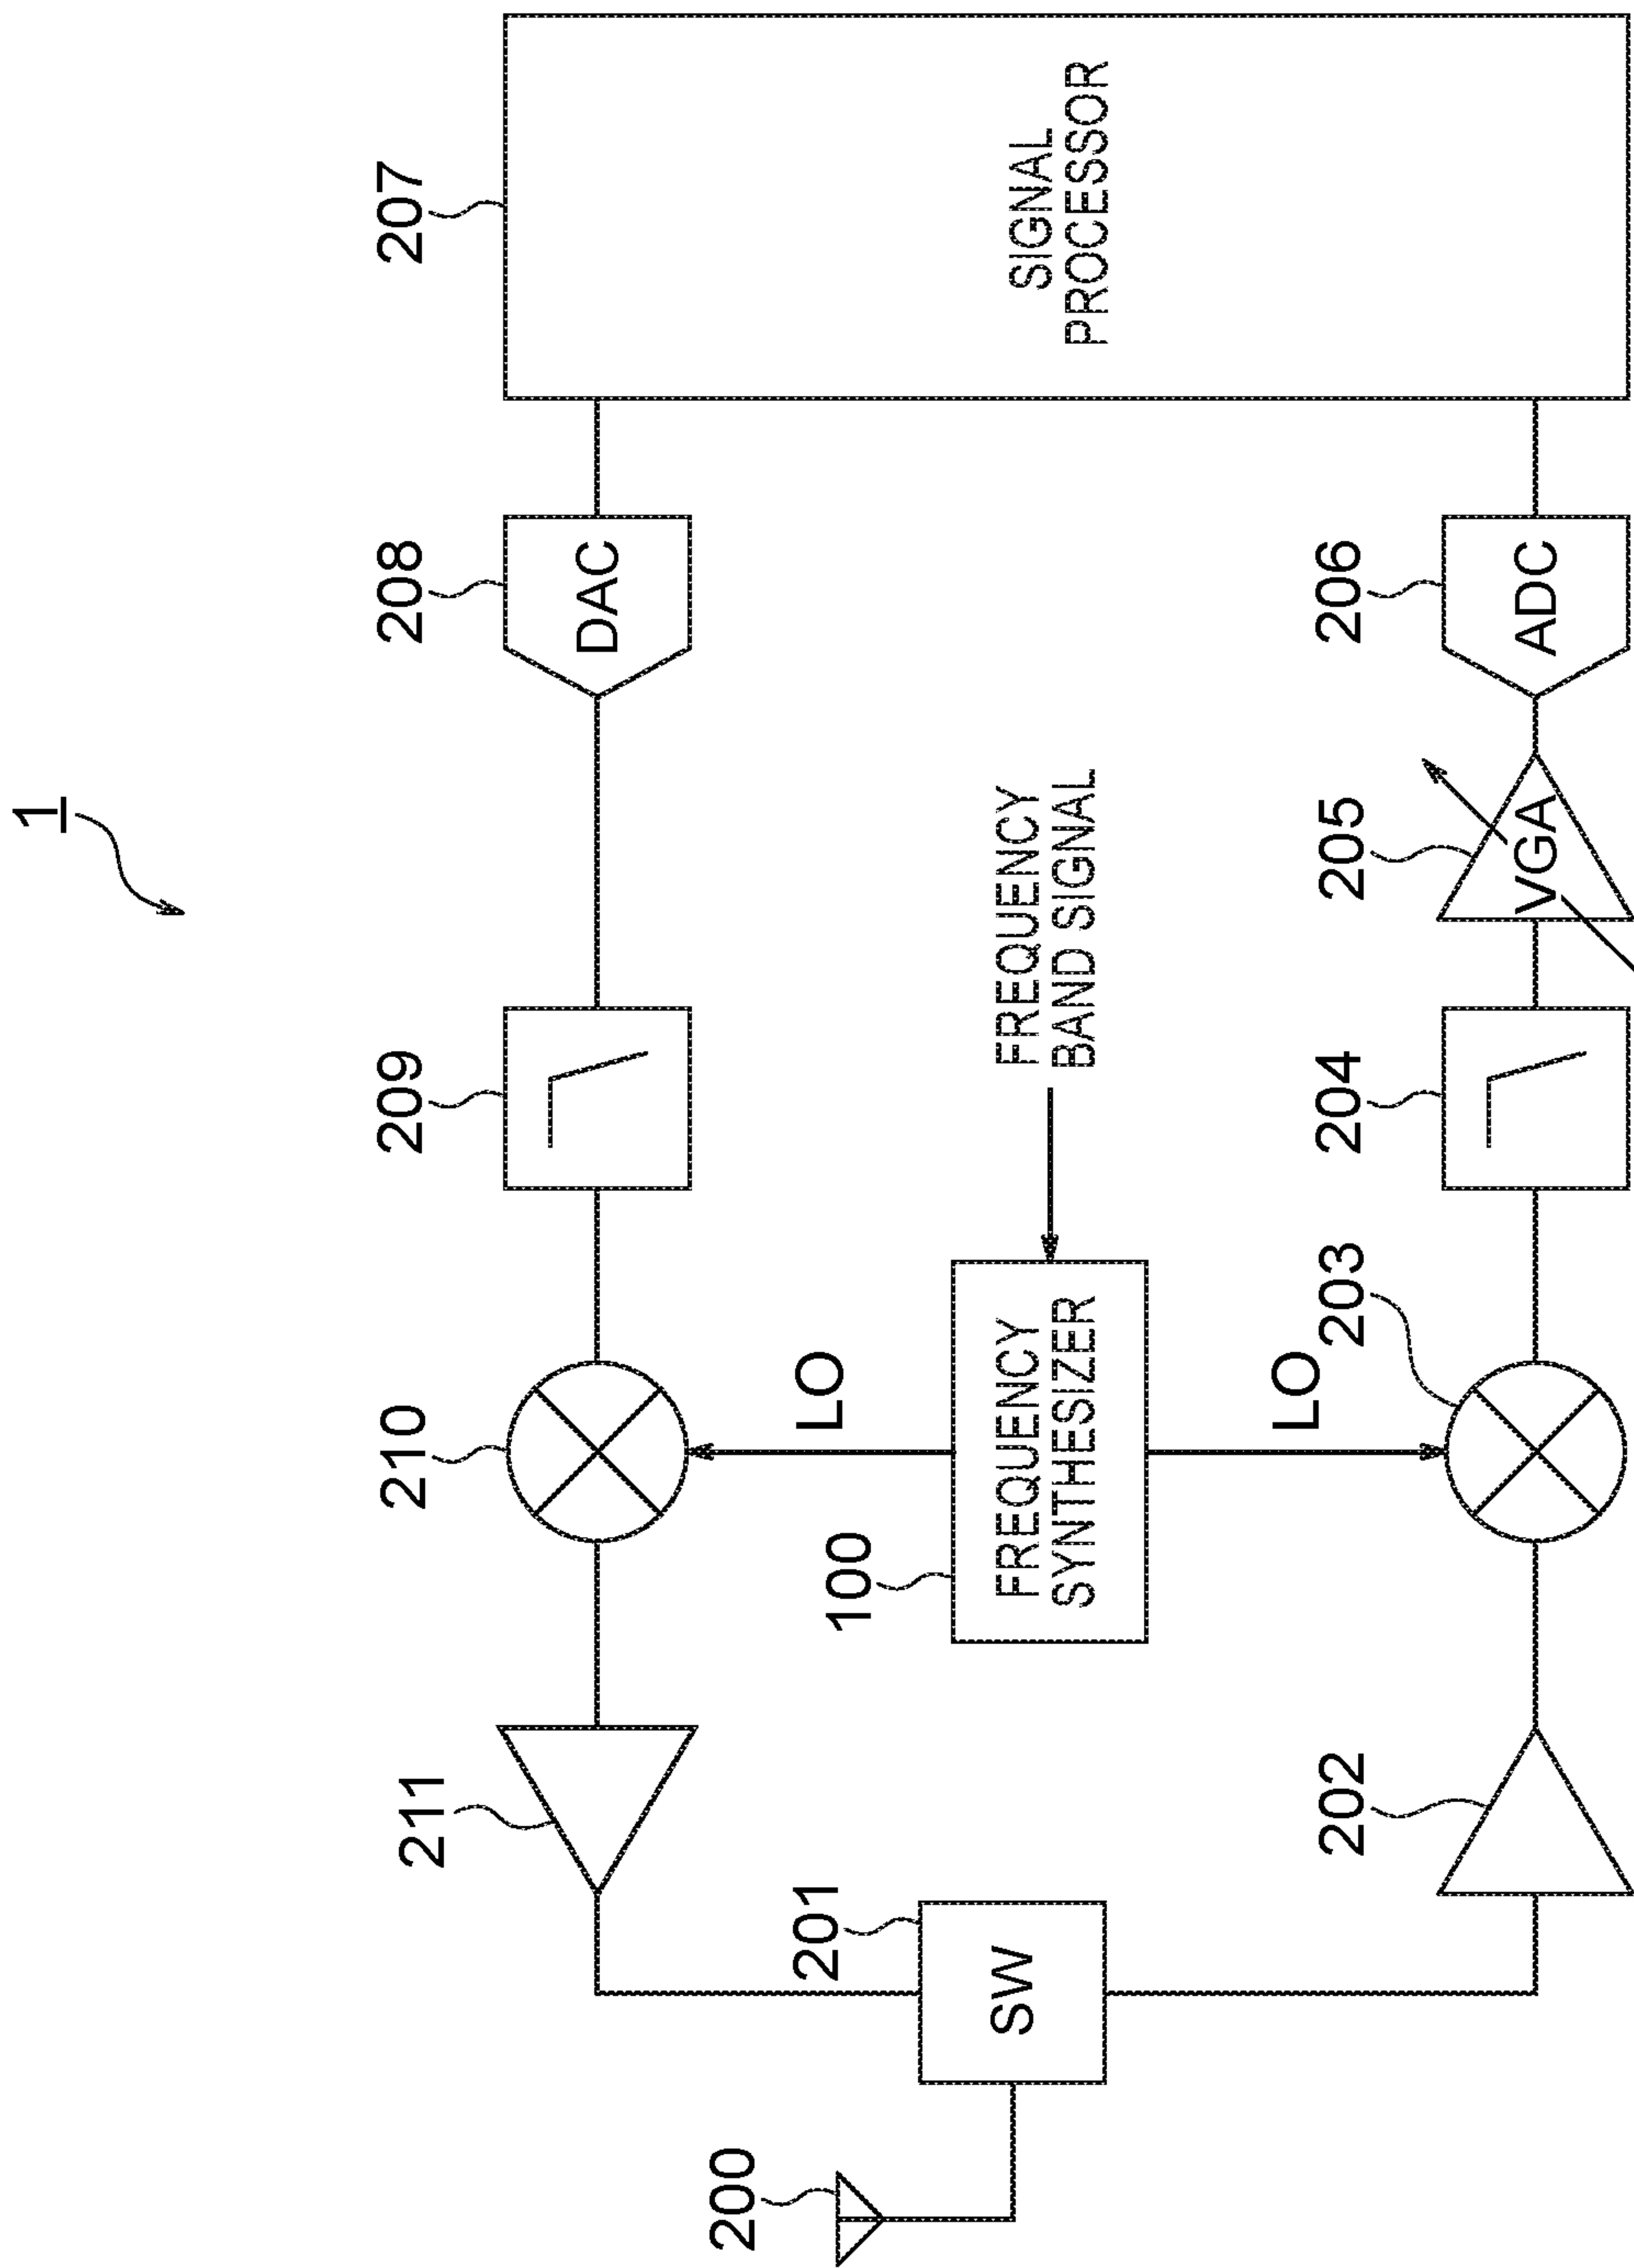 1
211
210
209
208
207
DAC
200
201
SW
100
LO
FREQUENCY
SYNTHESIZER
LO
FREQUENCY
BAND SIGNAL
SIGNAL
PROCESSOR
202
203
204
205
206
VGA
ADC